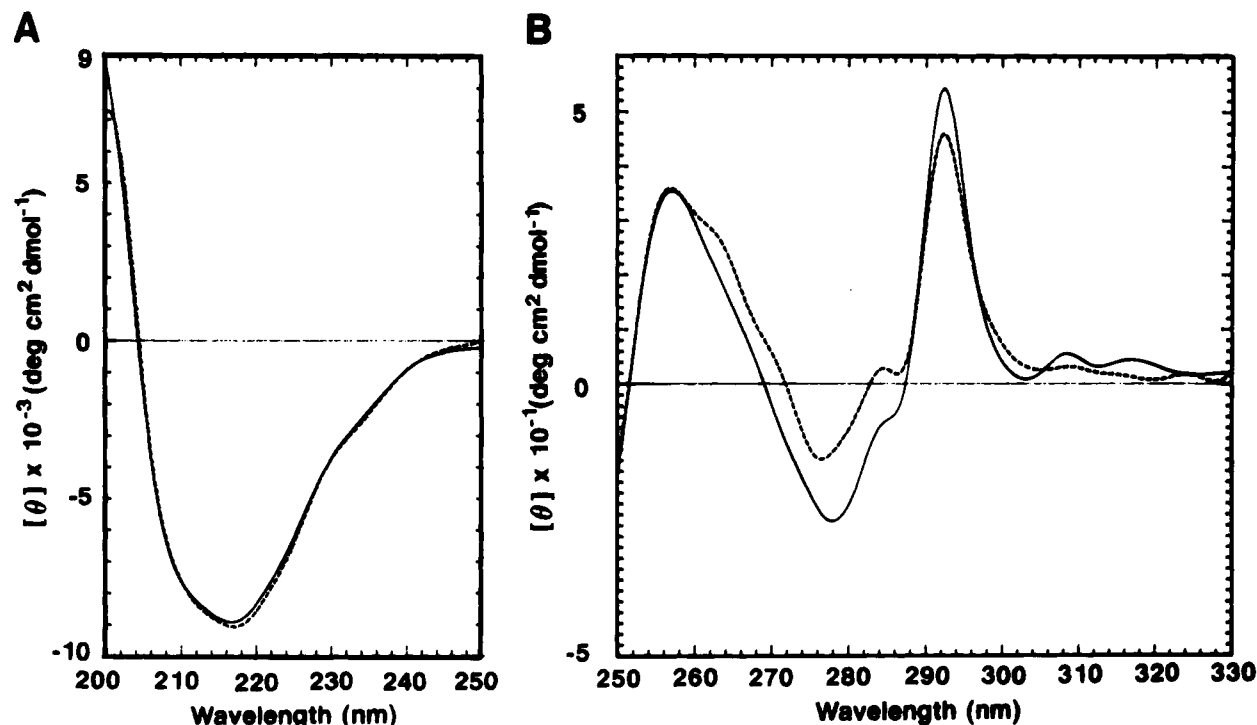 A
[θ] x 10⁻³ (deg cm² dmol⁻¹)
9
5
0
-5
-10
200 210 220 230 240 250
Wavelength (nm)
B
[θ] x 10⁻¹(deg cm² dmol⁻¹)
5
0
-5
250 260 270 280 290 300 310 320 330
Wavelength (nm)